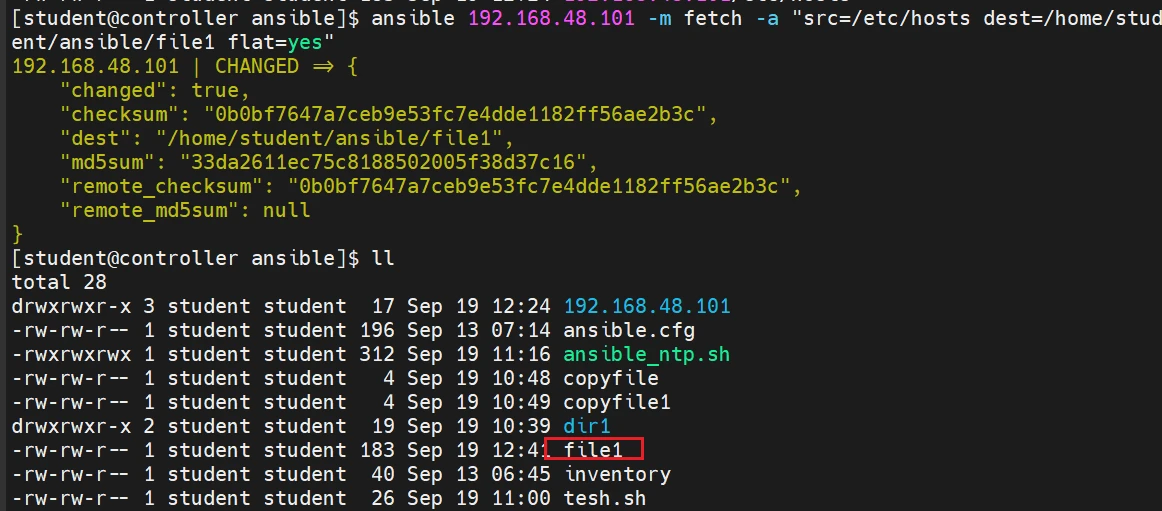 [student@controller ansible]$ ansible 192.168.48.101 -m fetch -a "src=/etc/hosts dest=/home/stud
ent/ansible/file1 flat=yes"
192.168.48.101 | CHANGED => {
    "changed": true,
    "checksum": "0b0bf7647a7ceb9e53fc7e4dde1182ff56ae2b3c",
    "dest": "/home/student/ansible/file1",
    "md5sum": "33da2611ec75c8188502005f38d37c16",
    "remote_checksum": "0b0bf7647a7ceb9e53fc7e4dde1182ff56ae2b3c",
    "remote_md5sum": null
}
[student@controller ansible]$ ll
total 28
drwxrwxr-x 3 student student  17 Sep 19 12:24 192.168.48.101
-rw-rw-r-- 1 student student 196 Sep 13 07:14 ansible.cfg
-rwxrwxrwx 1 student student 312 Sep 19 11:16 ansible_ntp.sh
-rw-rw-r-- 1 student student   4 Sep 19 10:48 copyfile
-rw-rw-r-- 1 student student   4 Sep 19 10:49 copyfile1
drwxrwxr-x 2 student student  19 Sep 19 10:39 dir1
-rw-rw-r-- 1 student student 183 Sep 19 12:41 file1
-rw-rw-r-- 1 student student  40 Sep 13 06:45 inventory
-rw-rw-r-- 1 student student  26 Sep 19 11:00 tesh.sh